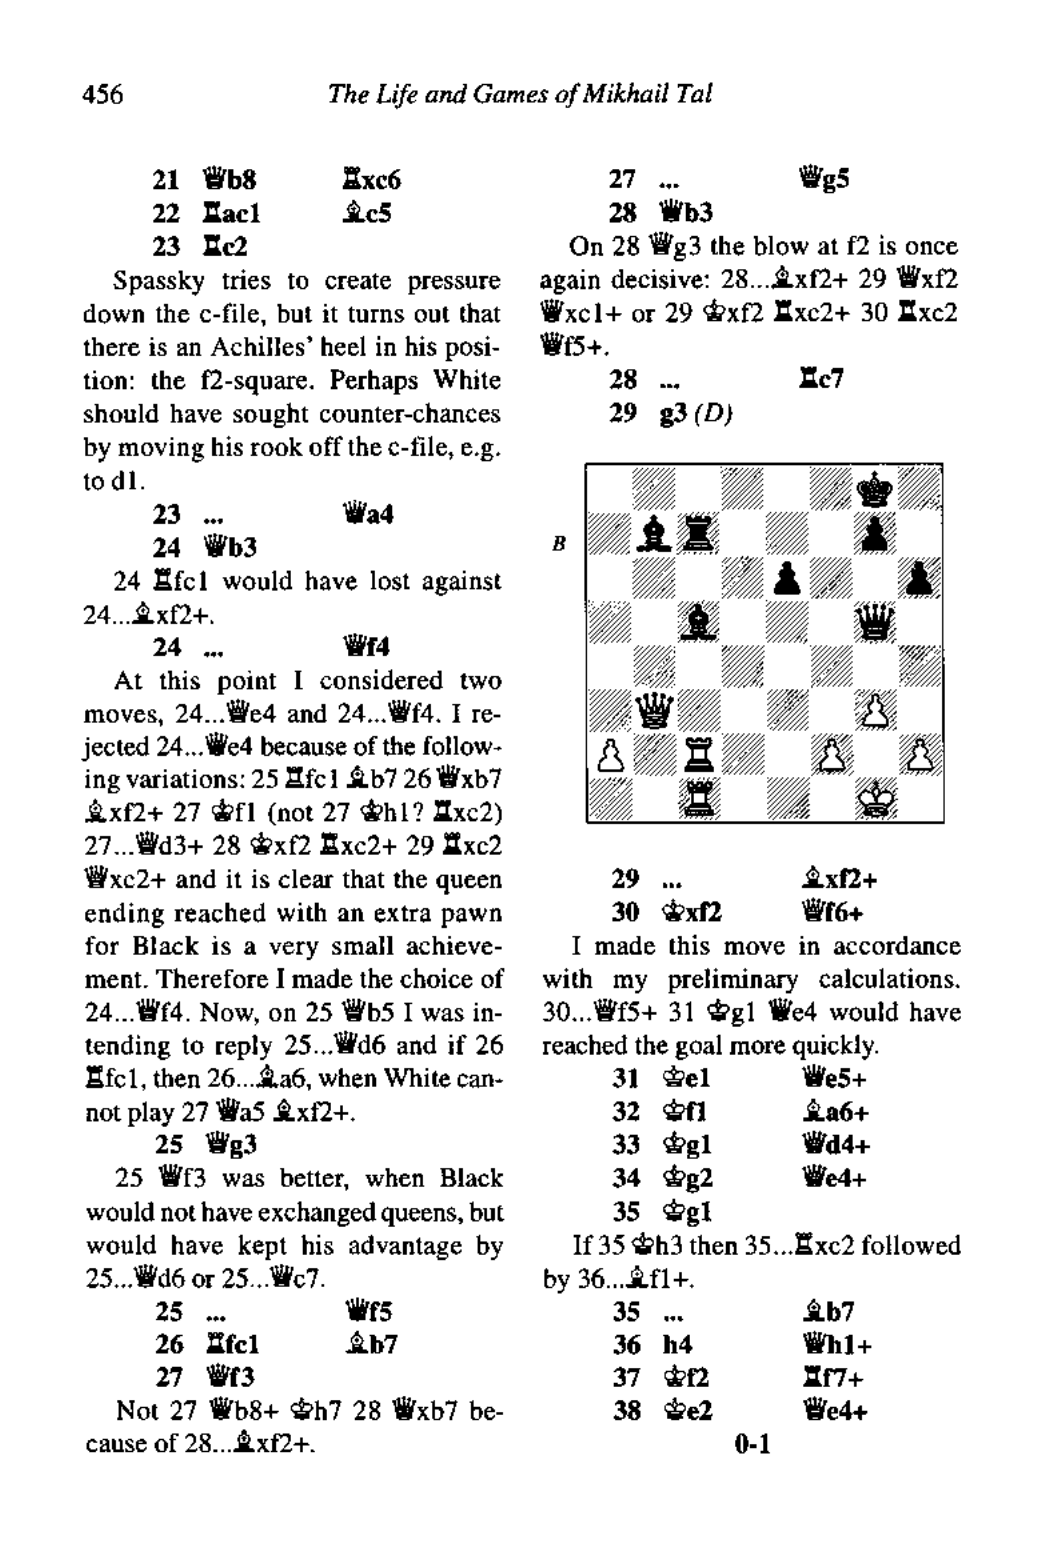 456
The Life and Games of Mikhail Tal
21 ♕b8 ♖xc6
22 ♖ac1 ♗c5
23 ♖c2
Spassky tries to create pressure
down the c-file, but it turns out that
there is an Achilles’ heel in his posi-
tion: the f2-square. Perhaps White
should have sought counter-chances
by moving his rook off the c-file, e.g.
to d1.
23 ... ♕a4
24 ♕b3
24 ♖fc1 would have lost against
24...♗xf2+.
24 ... ♕f4
At this point I considered two
moves, 24...♕e4 and 24...♕f4. I re-
jected 24...♕e4 because of the follow-
ing variations: 25 ♖fc1 ♗b7 26 ♕xb7
♗xf2+ 27 ♔f1 (not 27 ♔h1? ♖xc2)
27...♕d3+ 28 ♔xf2 ♖xc2+ 29 ♖xc2
♕xc2+ and it is clear that the queen
ending reached with an extra pawn
for Black is a very small achieve-
ment. Therefore I made the choice of
24...♕f4. Now, on 25 ♕b5 I was in-
tending to reply 25...♕d6 and if 26
♖fc1, then 26...♗a6, when White can-
not play 27 ♕a5 ♗xf2+.
25 ♕g3
25 ♕f3 was better, when Black
would not have exchanged queens, but
would have kept his advantage by
25...♕d6 or 25...♕c7.
25 ... ♕f5
26 ♖fc1 ♗b7
27 ♕f3
Not 27 ♕b8+ ♔h7 28 ♕xb7 be-
cause of 28...♗xf2+.
27 ... ♕g5
28 ♕b3
On 28 ♕g3 the blow at f2 is once
again decisive: 28...♗xf2+ 29 ♕xf2
♕xc1+ or 29 ♔xf2 ♖xc2+ 30 ♖xc2
♕f5+.
28 ... ♖c7
29 g3 (D)
B
29 ... ♗xf2+
30 ♔xf2 ♕f6+
I made this move in accordance
with my preliminary calculations.
30...♕f5+ 31 ♔g1 ♕e4 would have
reached the goal more quickly.
31 ♔e1 ♕e5+
32 ♔f1 ♗a6+
33 ♔g1 ♕d4+
34 ♔g2 ♕e4+
35 ♔g1
If 35 ♔h3 then 35...♖xc2 followed
by 36...♗f1+.
35 ... ♗b7
36 h4 ♕h1+
37 ♔f2 ♖f7+
38 ♔e2 ♕e4+
0-1